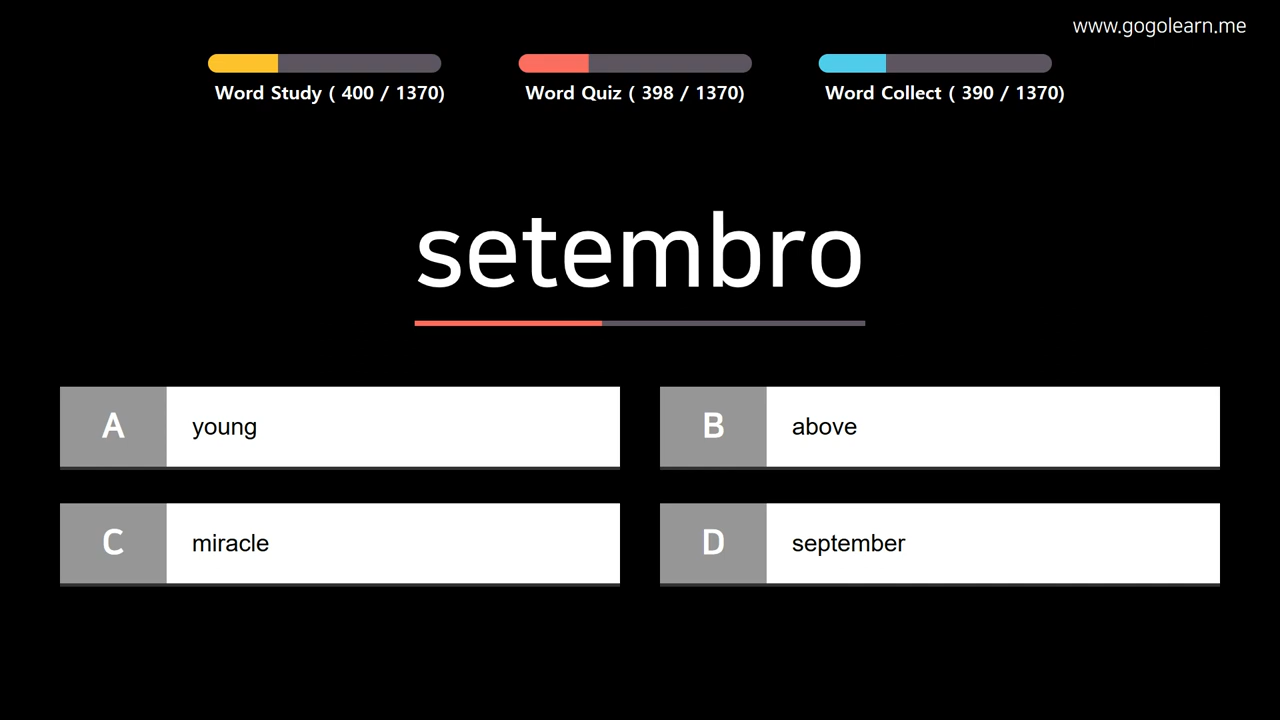 www.gogolearn.me
Word Study ( 400 / 1370)
Word Quiz ( 398 / 1370)
Word Collect ( 390 / 1370)
setembro
A young
B above
C miracle
D september